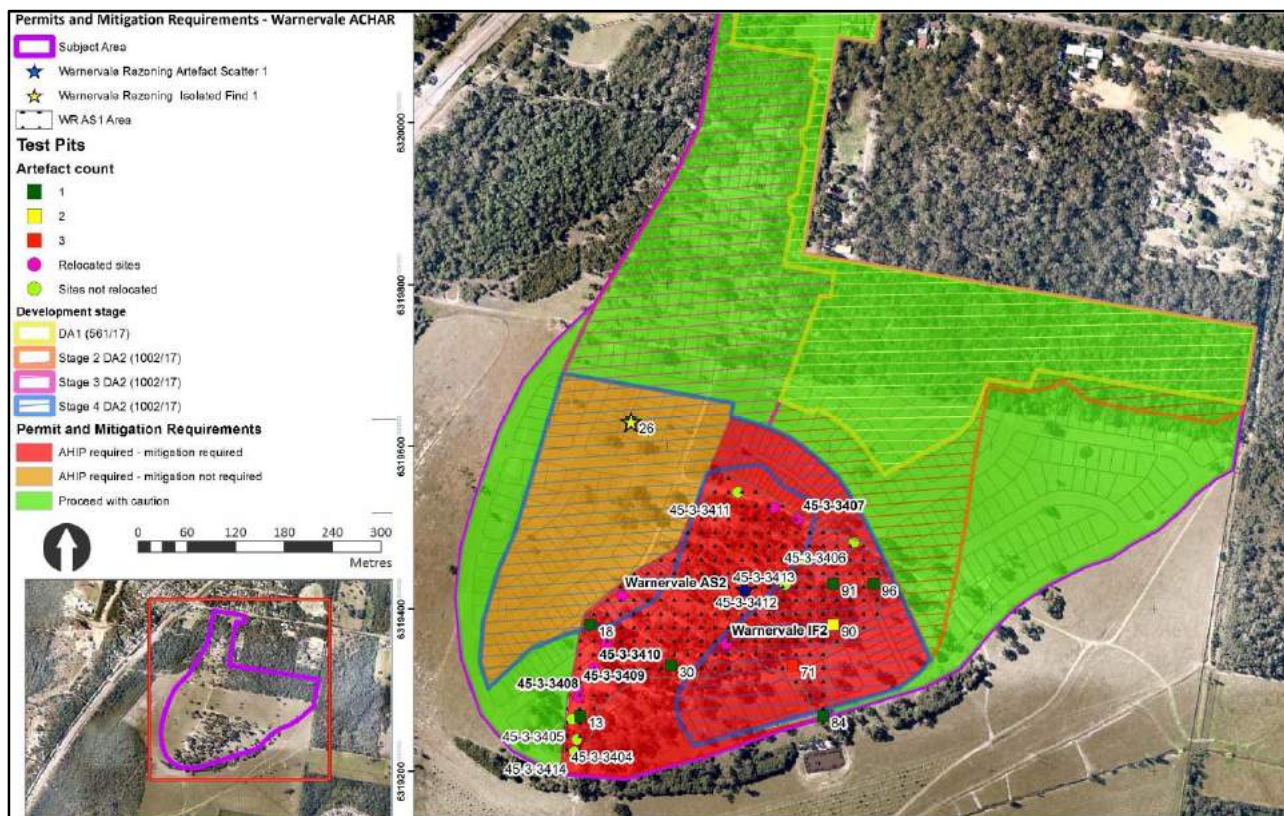 Permits and Mitigation Requirements - Warnervale ACHAR
Subject Area
Warnervale Rezoning Artefact Scatter 1
Warnervale Rezoning Isolated Find 1
WR AS1 Area
Test Pits
Artefact count
1
2
3
Relocated sites
Sites not relocated
Development stage
DA1 (561/17)
Stage 2 DA2 (1002/17)
Stage 3 DA2 (1002/17)
Stage 4 DA2 (1002/17)
Permit and Mitigation Requirements
AHIP required - mitigation required
AHIP required - mitigation not required
Proceed with caution
0 60 120 180 240 300
Metres
6320000
6319800
6319600
6319400
6319200
26
45-3-3411
45-3-3407
45-3-3406
Warnervale AS2
45-3-3413
45-3-3412
91
96
18
90
Warnervale IF2
45-3-3410
30
71
45-3-3409
45-3-3408
13
84
45-3-3405
45-3-3404
45-3-3414